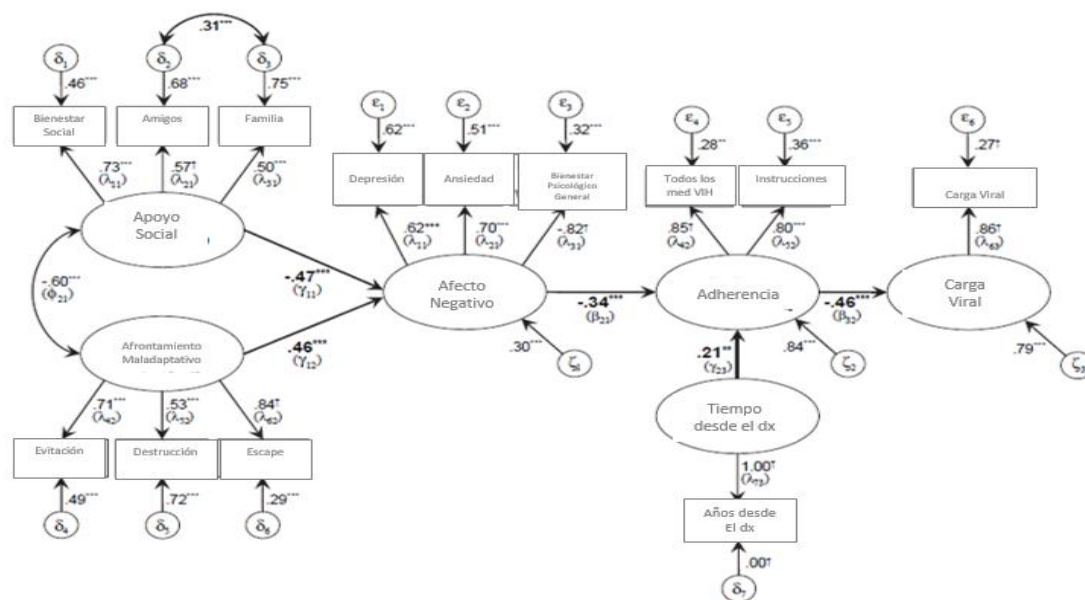 .31***
δ₁
δ₂
δ₃
.46***
.68***
.75***
Bienestar
Social
Amigos
Familia
.73***
(λ₁₁)
.57†
(λ₂₁)
.50***
(λ₃₁)
Apoyo
Social
-.60***
(ϕ₂₁)
Afrontamiento
Maladaptativo
.71***
(λ₄₂)
.53***
(λ₅₂)
.84†
(λ₆₂)
Evitación
Destrucción
Escape
.49***
.72***
.29***
δ₄
δ₅
δ₆
-.47***
(γ₁₁)
.46***
(γ₁₂)
ε₁
ε₂
ε₃
.62***
.51***
.32***
Depresión
Ansiedad
Bienestar
Psicológico
General
.62***
(λ₁₁)
.70***
(λ₂₁)
-.82†
(λ₃₁)
Afecto
Negativo
.30***
-.34***
(β₂₁)
ε₄
ε₅
.28**
.36***
Todos los
med VIH
Instrucciones
.85†
(λ₄₂)
.80***
(λ₅₂)
Adherencia
.84***
ζ₂
.21**
(γ₂₃)
Tiempo
desde el dx
1.00†
(λ₇₃)
Años desde
El dx
.00†
δ₇
-.46***
(β₃₂)
ε₆
.27†
Carga Viral
.86†
(λ₆₃)
Carga
Viral
.79***
ζ₃